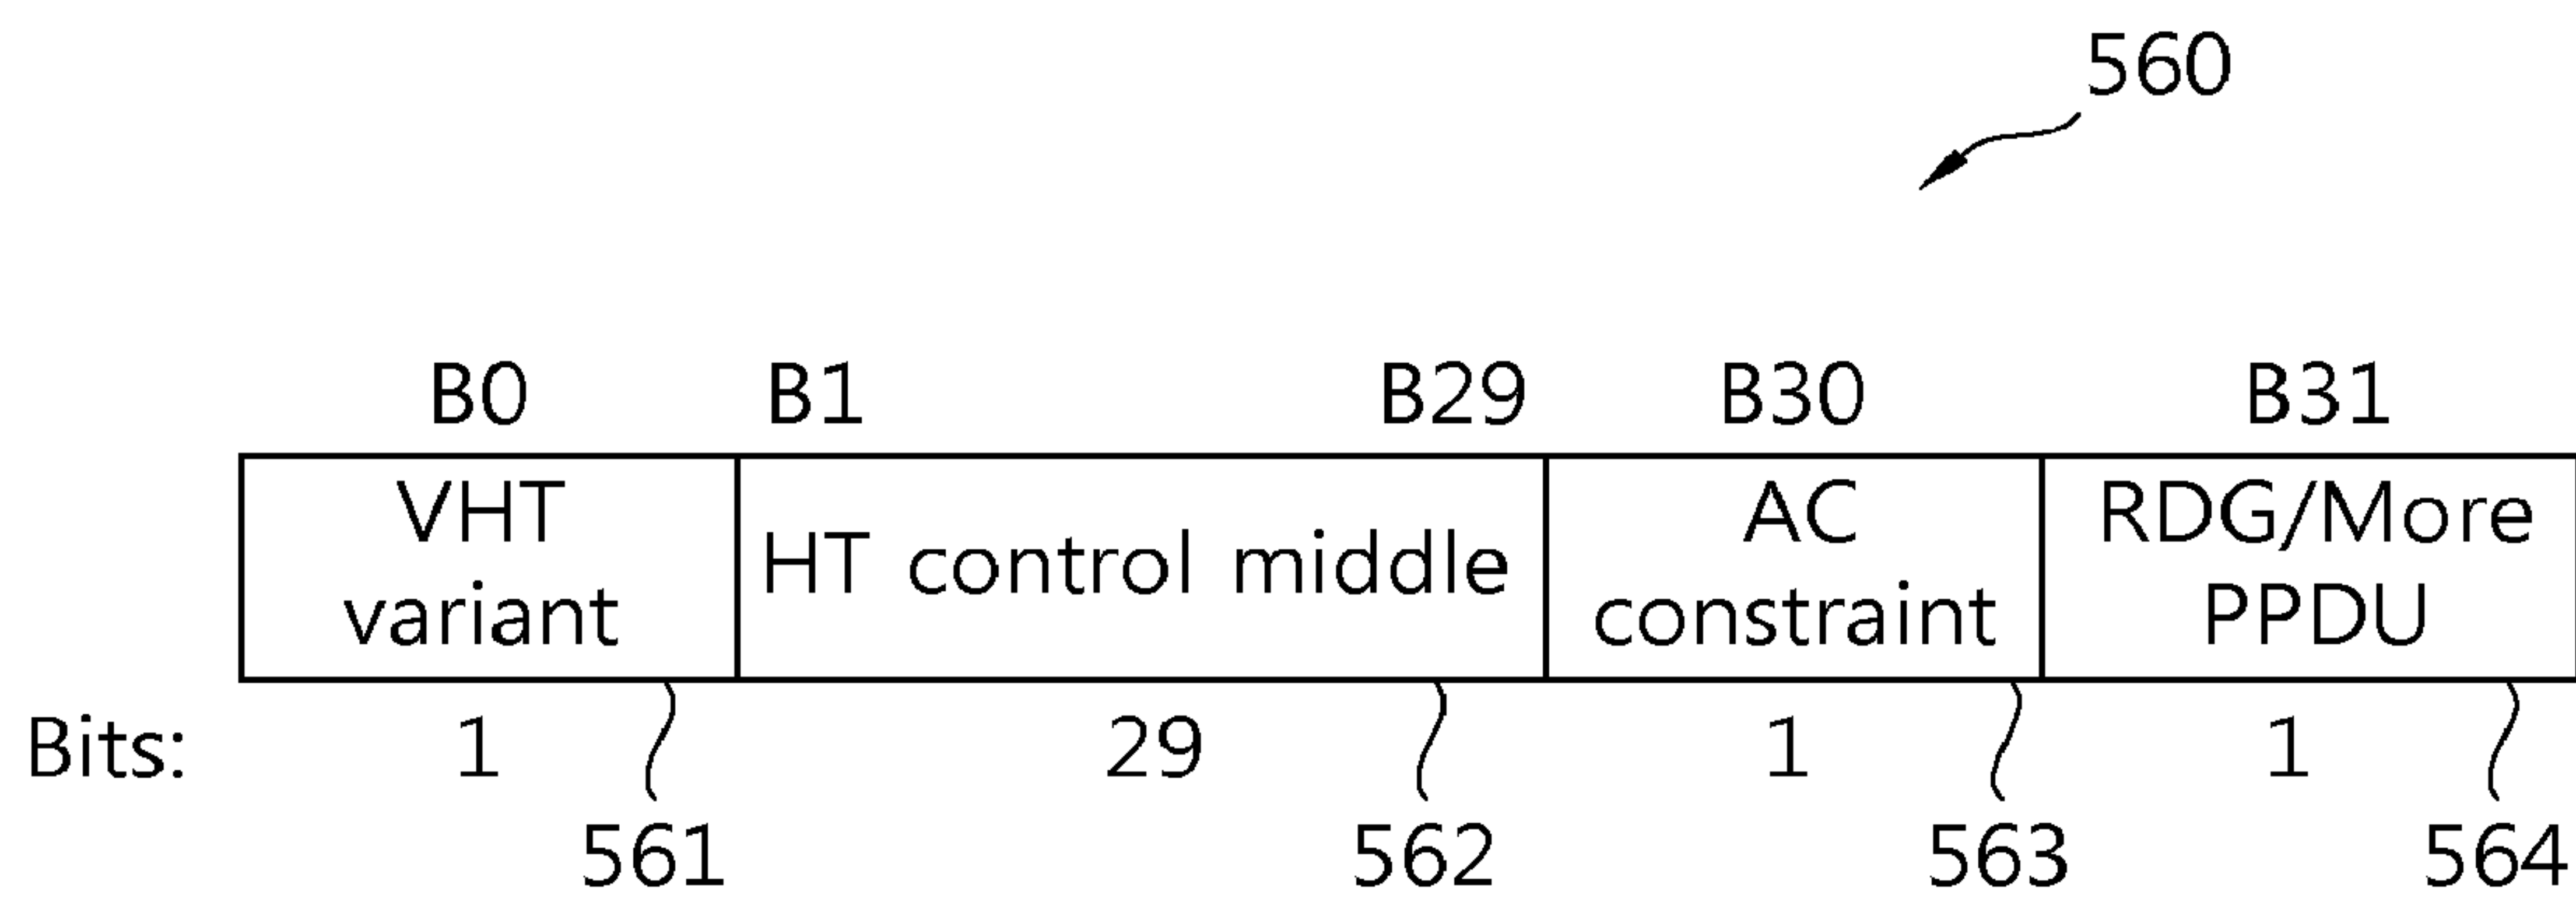 560
B0 B1 B29 B30 B31
VHT variant HT control middle AC constraint RDG/More PPDU
Bits: 1 29 1 1
561 562 563 564